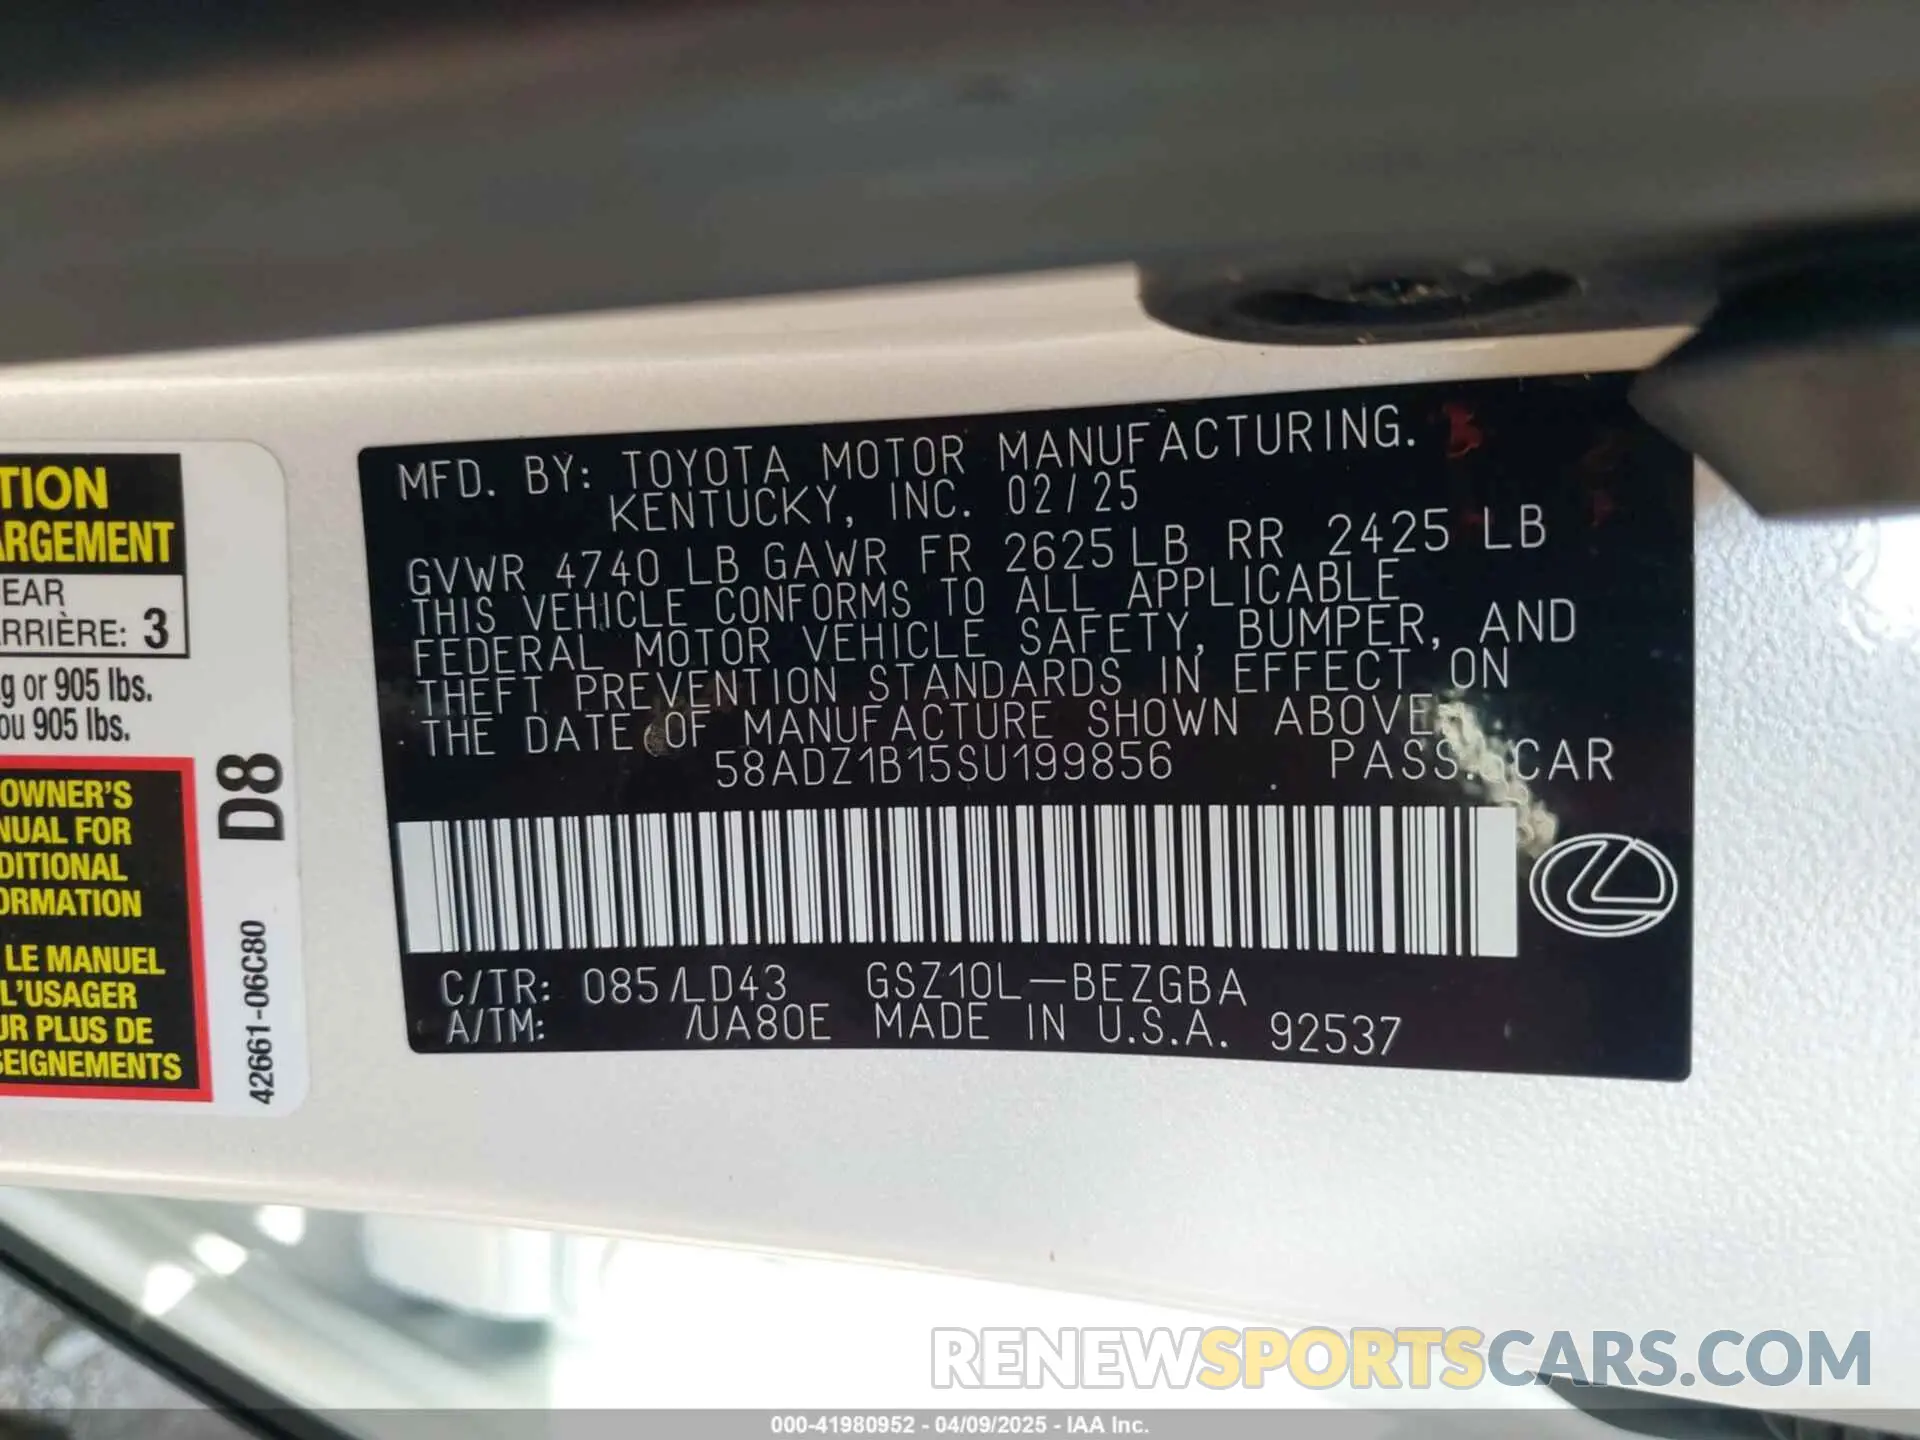 TION
ARGEMENT
EAR
ARRIÈRE: 3
g or 905 lbs.
ou 905 lbs.
OWNER'S
NUAL FOR
DITIONAL
ORMATION
LE MANUEL
L'USAGER
UR PLUS DE
SEIGNEMENTS
D8
42661-06C80
MFD. BY: TOYOTA MOTOR MANUFACTURING.
KENTUCKY, INC. 02/25
GVWR 4740 LB GAWR FR 2625 LB RR 2425 LB
THIS VEHICLE CONFORMS TO ALL APPLICABLE
FEDERAL MOTOR VEHICLE SAFETY, BUMPER, AND
THEFT PREVENTION STANDARDS IN EFFECT ON
THE DATE OF MANUFACTURE SHOWN ABOVE.
58ADZ1B15SU199856 PASS. CAR
C/TR: 085/LD43 GSZ10L-BEZGBA
A/TM: /UA80E MADE IN U.S.A. 92537
RENEWSPORTSCARS.COM
000-41980952 - 04/09/2025 - IAA Inc.